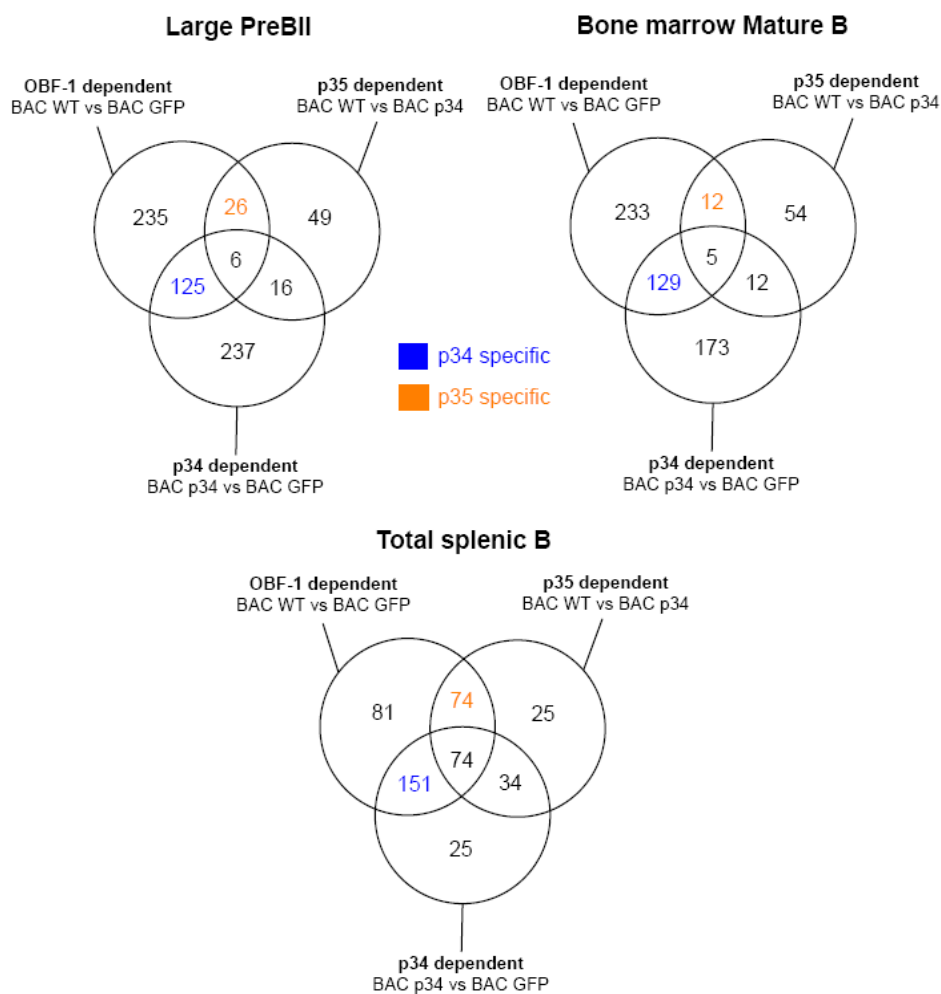 Large PreBII
OBF-1 dependent
BAC WT vs BAC GFP
p35 dependent
BAC WT vs BAC p34
235
26
49
6
125
16
237
p34 dependent
BAC p34 vs BAC GFP
Bone marrow Mature B
OBF-1 dependent
BAC WT vs BAC GFP
p35 dependent
BAC WT vs BAC p34
233
12
54
5
129
12
173
p34 dependent
BAC p34 vs BAC GFP
p34 specific
p35 specific
Total splenic B
OBF-1 dependent
BAC WT vs BAC GFP
p35 dependent
BAC WT vs BAC p34
81
74
25
74
151
34
25
p34 dependent
BAC p34 vs BAC GFP